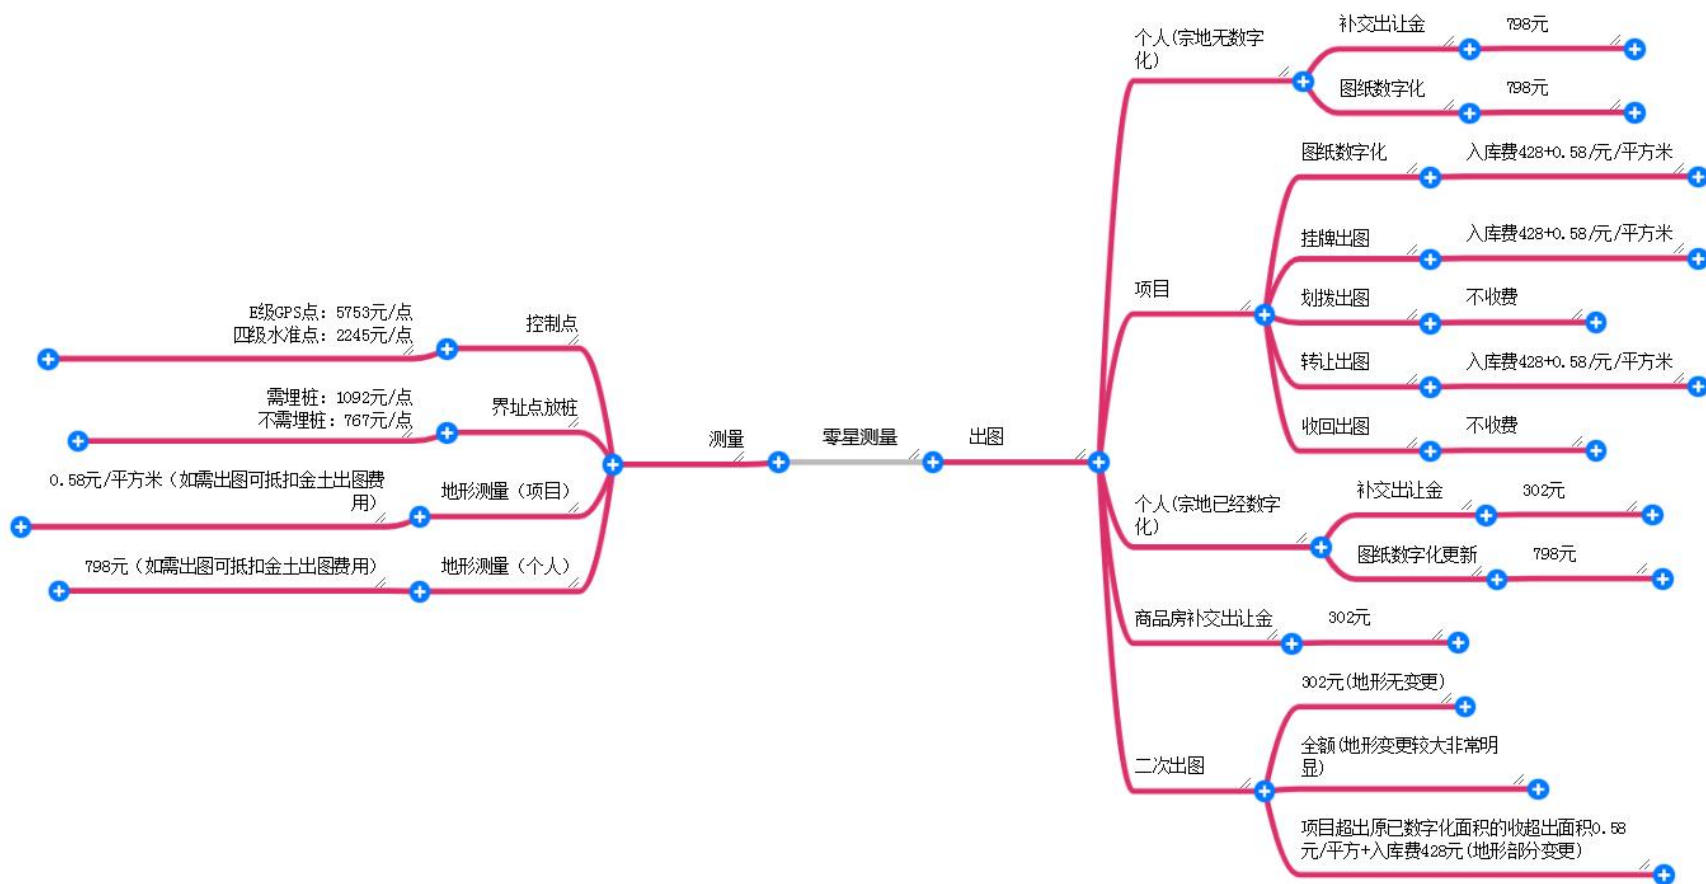 零星测量
测量
控制点
E级GPS点：5753元/点
四级水准点：2245元/点
界址点放桩
需埋桩：1092元/点
不需埋桩：767元/点
地形测量（项目）
0.58元/平方米（如需出图可抵扣金土出图费
用）
地形测量（个人）
798元（如需出图可抵扣金土出图费用）
出图
个人(宗地无数字
化)
补交出让金
798元
图纸数字化
798元
项目
图纸数字化
入库费428+0.58/元/平方米
挂牌出图
入库费428+0.58/元/平方米
划拨出图
不收费
转让出图
入库费428+0.58/元/平方米
收回出图
不收费
个人(宗地已经数字
化)
补交出让金
302元
图纸数字化更新
798元
商品房补交出让金
302元
二次出图
302元(地形无变更)
全额(地形变更较大非常明
显)
项目超出原已数字化面积的收超出面积0.58
元/平方+入库费428元(地形部分变更)